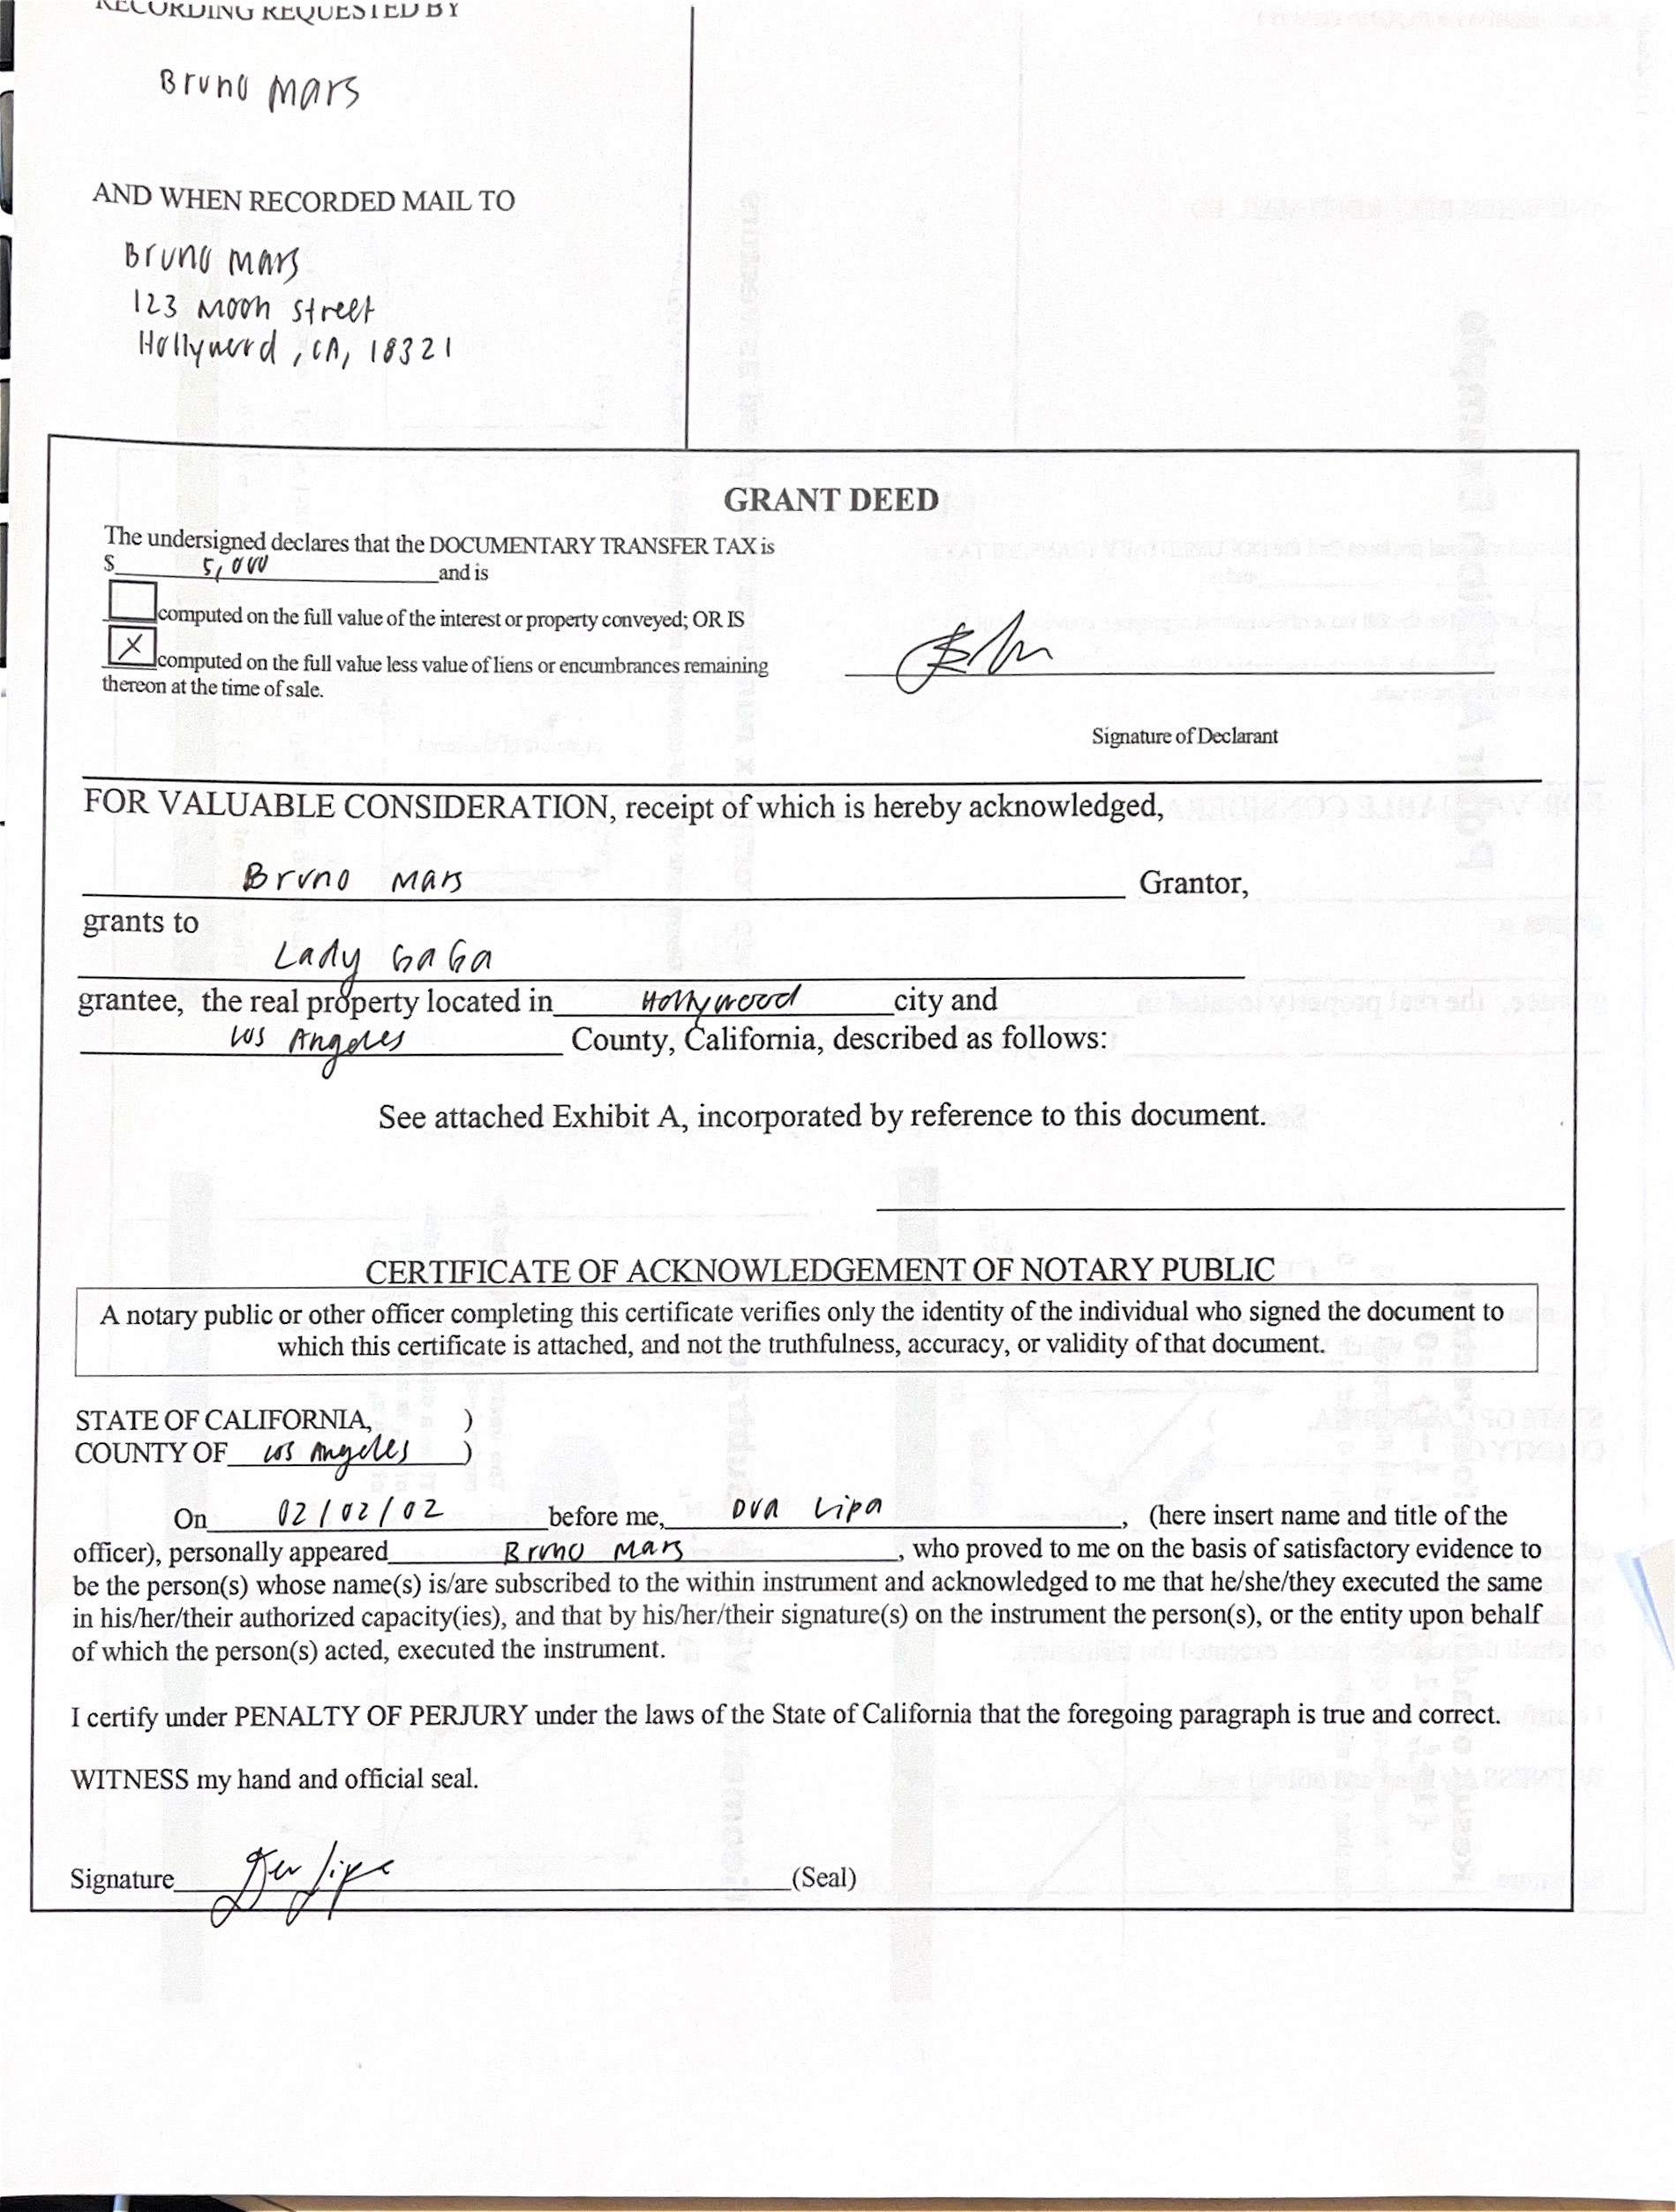 RECORDING REQUESTED BY
Bruno Mars
AND WHEN RECORDED MAIL TO
Bruno Mars
123 Moon Street
Hollywood, CA, 18321
GRANT DEED
The undersigned declares that the DOCUMENTARY TRANSFER TAX is
$ 5,000 and is
computed on the full value of the interest or property conveyed; OR IS
X computed on the full value less value of liens or encumbrances remaining
thereon at the time of sale.
Signature of Declarant
FOR VALUABLE CONSIDERATION, receipt of which is hereby acknowledged,
Bruno Mars Grantor,
grants to
Lady GaGa
grantee, the real property located in Hollywood city and
Los Angeles County, California, described as follows:
See attached Exhibit A, incorporated by reference to this document.
CERTIFICATE OF ACKNOWLEDGEMENT OF NOTARY PUBLIC
A notary public or other officer completing this certificate verifies only the identity of the individual who signed the document to
which this certificate is attached, and not the truthfulness, accuracy, or validity of that document.
STATE OF CALIFORNIA, )
COUNTY OF Los Angeles )
On 02/02/02 before me, Dua Lipa, (here insert name and title of the
officer), personally appeared Bruno Mars, who proved to me on the basis of satisfactory evidence to
be the person(s) whose name(s) is/are subscribed to the within instrument and acknowledged to me that he/she/they executed the same
in his/her/their authorized capacity(ies), and that by his/her/their signature(s) on the instrument the person(s), or the entity upon behalf
of which the person(s) acted, executed the instrument.
I certify under PENALTY OF PERJURY under the laws of the State of California that the foregoing paragraph is true and correct.
WITNESS my hand and official seal.
Signature (Seal)